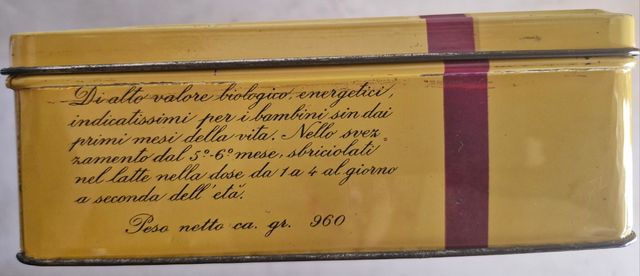 Di alto valore biologico, energetici,
indicatissimi per i bambini sin dai
primi mesi della vita. Nello svez=
zamento dal 5°-6° mese, sbriciolati
nel latte nella dose da 1 a 4 al giorno
a seconda dell'età.
Peso netto ca. gr. 960